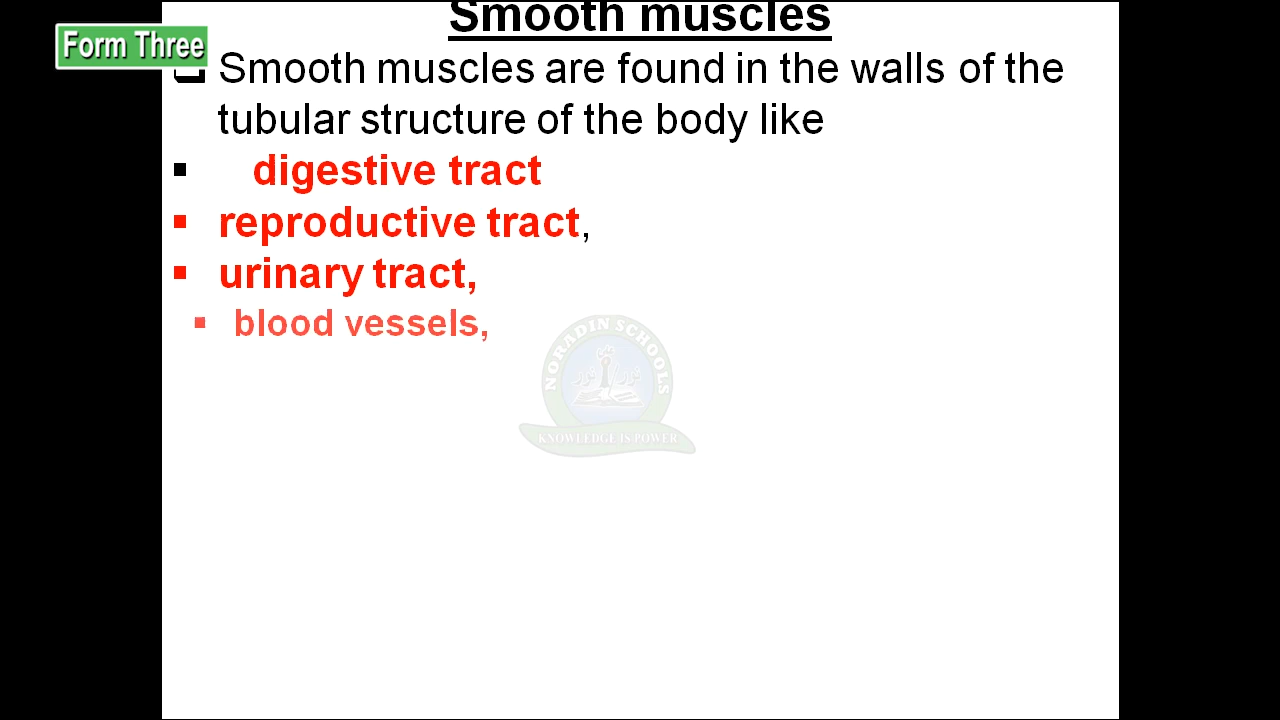 Smooth muscles
Form Three
Smooth muscles are found in the walls of the
tubular structure of the body like
digestive tract
reproductive tract,
urinary tract,
blood vessels,
NORADIN SCHOOLS
KNOWLEDGE IS POWER